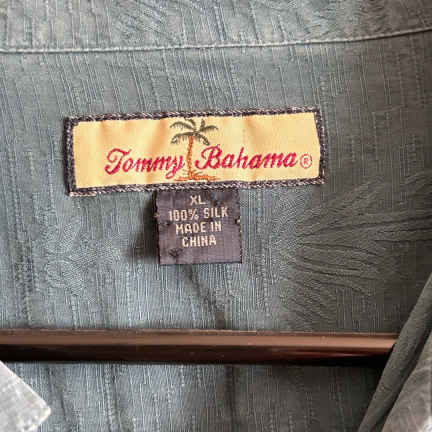 Tommy Bahama®
XL
100% SILK
MADE IN
CHINA